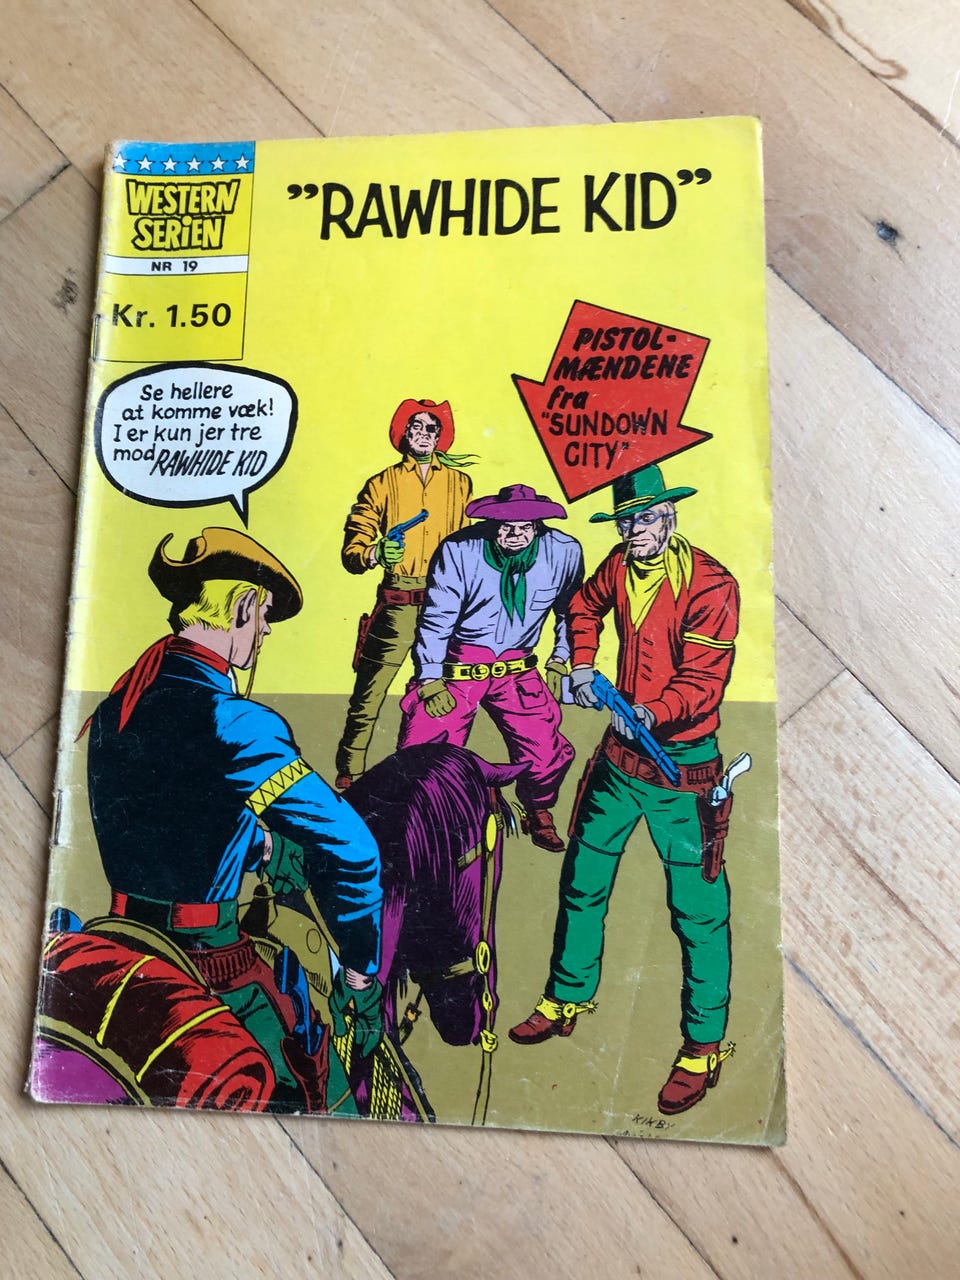 WESTERN
SERiEN
NR 19
Kr. 1.50
"RAWHIDE KID"
PISTOL-
MÆNDENE
fra
"SUNDOWN
CITY"
Se hellere
at komme væk!
I er kun jer tre
mod RAWHIDE KID
KIRBY